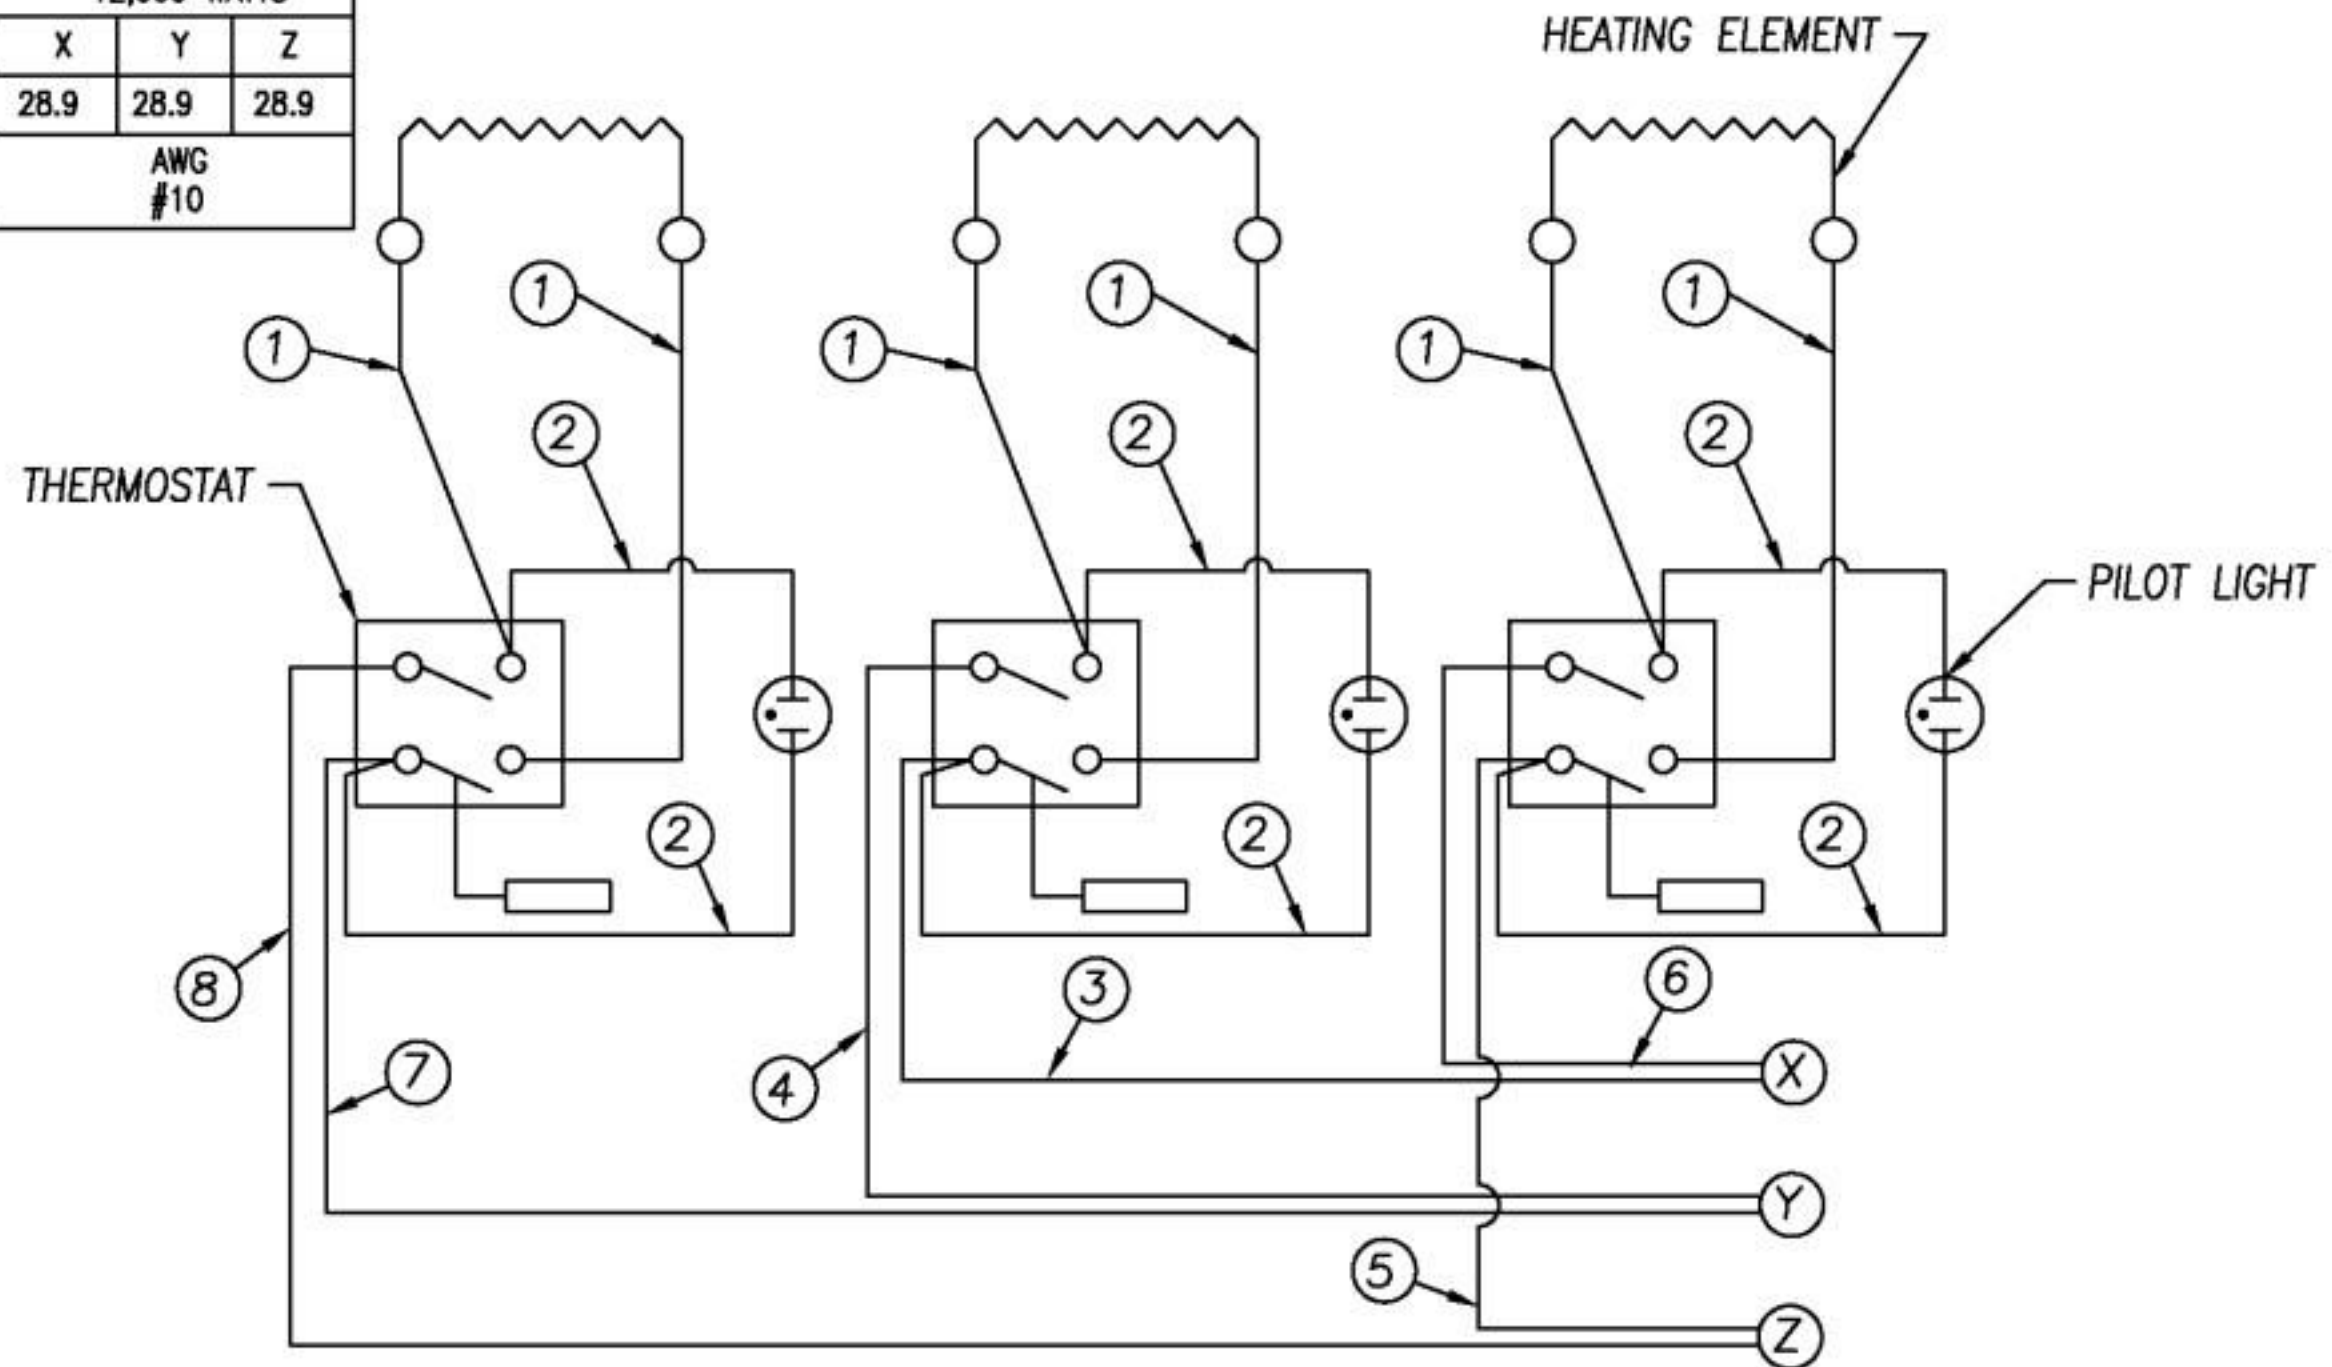 X Y Z
28.9 28.9 28.9
AWG
#10
HEATING ELEMENT
1 1 1
1 1 1
2 2 2
THERMOSTAT
PILOT LIGHT
2 2 2
8 3 6
7 4 X
Y
5
Z